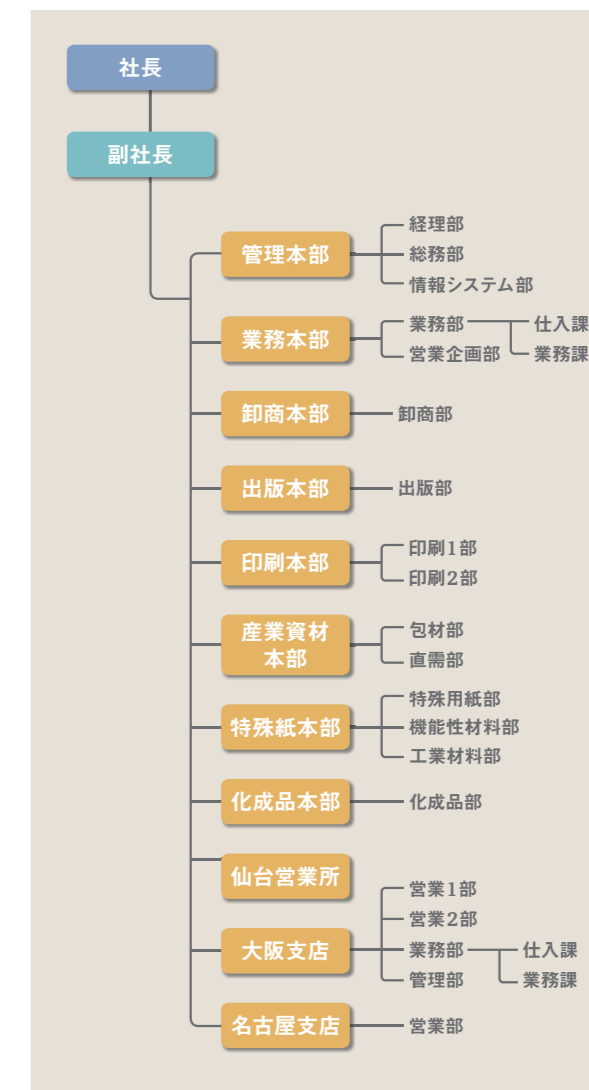 社長
副社長
管理本部
経理部
総務部
情報システム部
業務本部
業務部
仕入課
営業企画部
業務課
卸商本部
卸商部
出版本部
出版部
印刷本部
印刷1部
印刷2部
産業資材
本部
包材部
直需部
特殊紙本部
特殊用紙部
機能性材料部
工業材料部
化成品本部
化成品部
仙台営業所
大阪支店
営業1部
営業2部
業務部
仕入課
管理部
業務課
名古屋支店
営業部